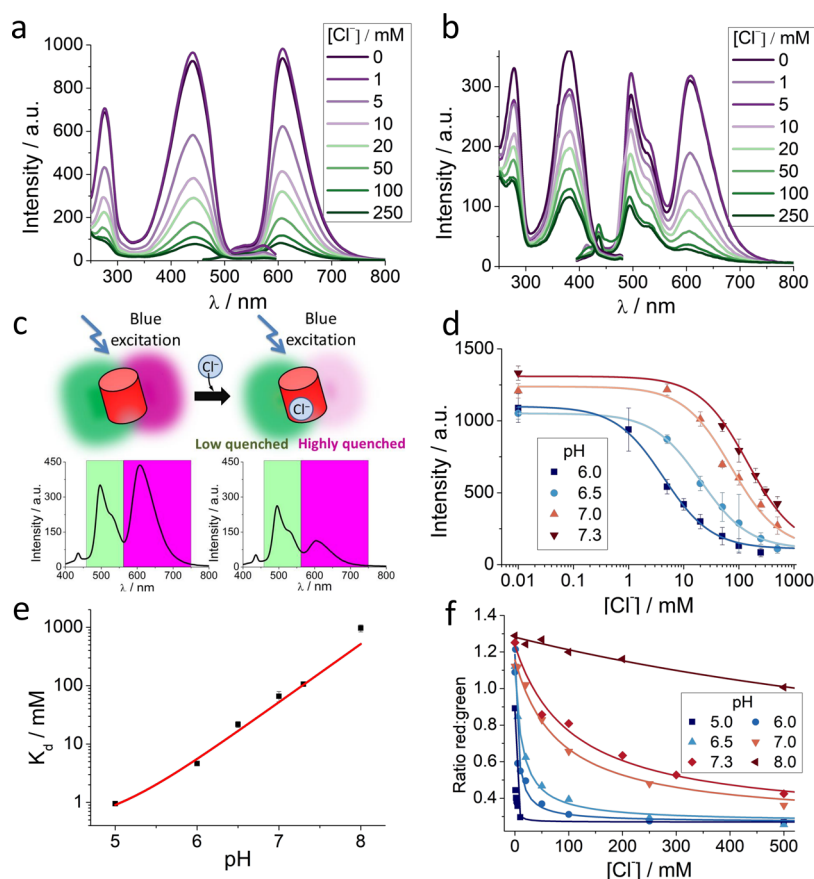 a
[Cl⁻] / mM
0
1
5
10
20
50
100
250
1000
800
600
400
200
0
Intensity / a.u.
300 400 500 600 700 800
λ / nm
b
[Cl⁻] / mM
0
1
5
10
20
50
100
250
300
200
100
0
Intensity / a.u.
300 400 500 600 700 800
λ / nm
c
Blue excitation
Cl⁻
Blue excitation
Cl⁻
Low quenched
Highly quenched
450
300
150
0
Intensity / a.u.
400 500 600 700
λ / nm
450
300
150
0
Intensity / a.u.
400 500 600 700
λ / nm
d
1500
1250
1000
750
500
250
0
Intensity / a.u.
pH
6.0
6.5
7.0
7.3
0.01 0.1 1 10 100 1000
[Cl⁻] / mM
e
1000
100
10
1
Kd / mM
5 6 7 8
pH
f
1.4
1.2
1.0
0.8
0.6
0.4
Ratio red:green
pH
5.0 6.0
6.5 7.0
7.3 8.0
0 100 200 300 400 500
[Cl⁻] / mM